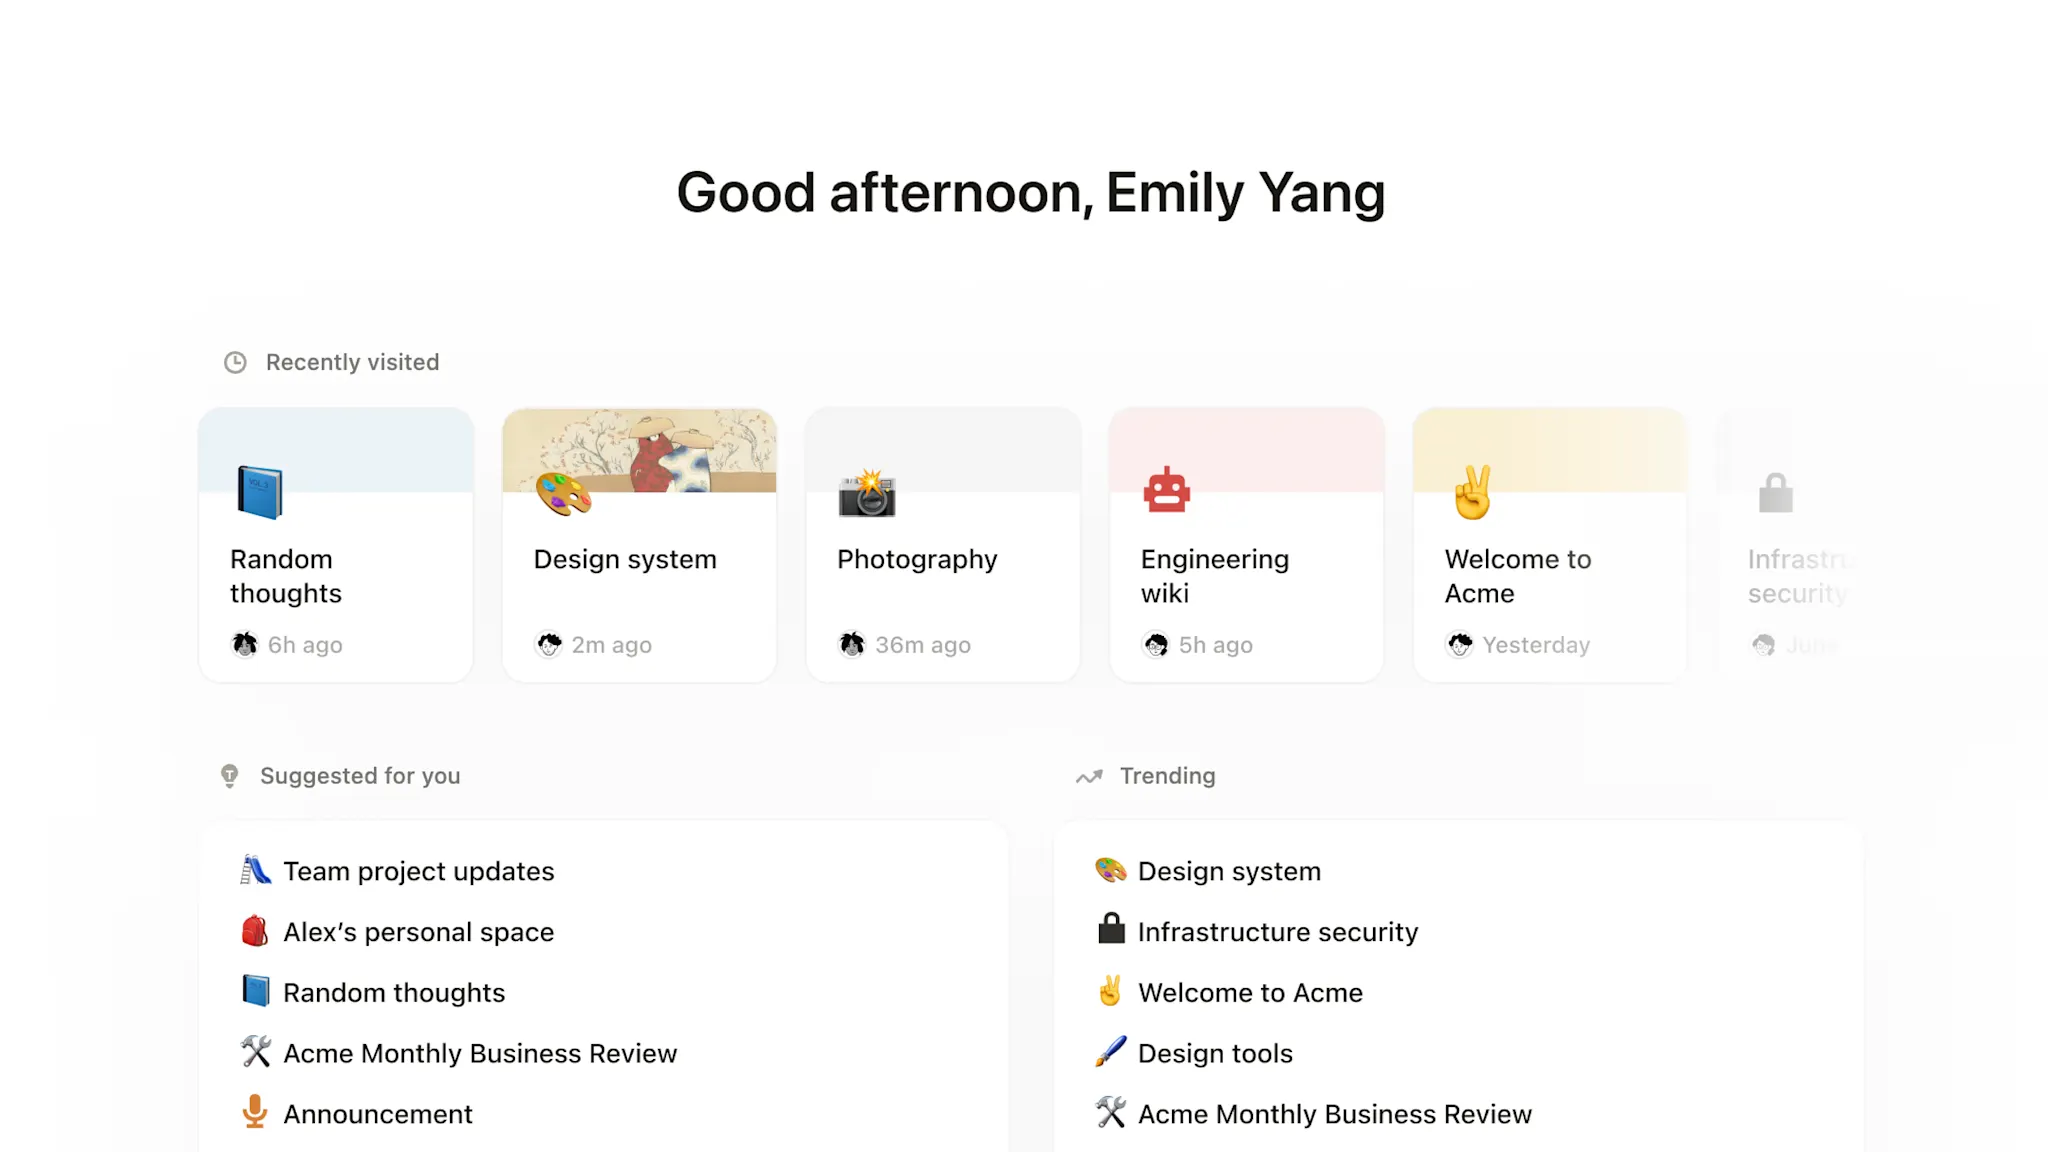 Good afternoon, Emily Yang
Recently visited
Random
thoughts
6h ago
Design system
2m ago
Photography
36m ago
Engineering
wiki
5h ago
Welcome to
Acme
Yesterday
security
June
Suggested for you
Team project updates
Alex’s personal space
Random thoughts
Acme Monthly Business Review
Announcement
Trending
Design system
Infrastructure security
Welcome to Acme
Design tools
Acme Monthly Business Review